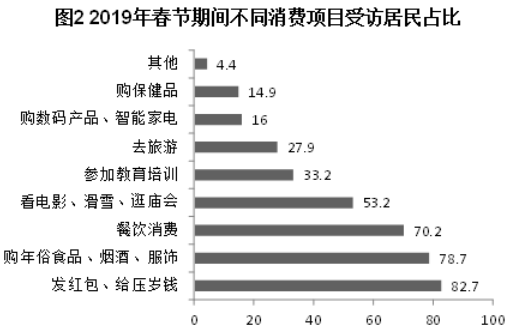 图2 2019年春节期间不同消费项目受访居民占比
其他 4.4
购保健品 14.9
购数码产品、智能家电 16
去旅游 27.9
参加教育培训 33.2
看电影、滑雪、逛庙会 53.2
餐饮消费 70.2
购年俗食品、烟酒、服饰 78.7
发红包、给压岁钱 82.7
0 20 40 60 80 100